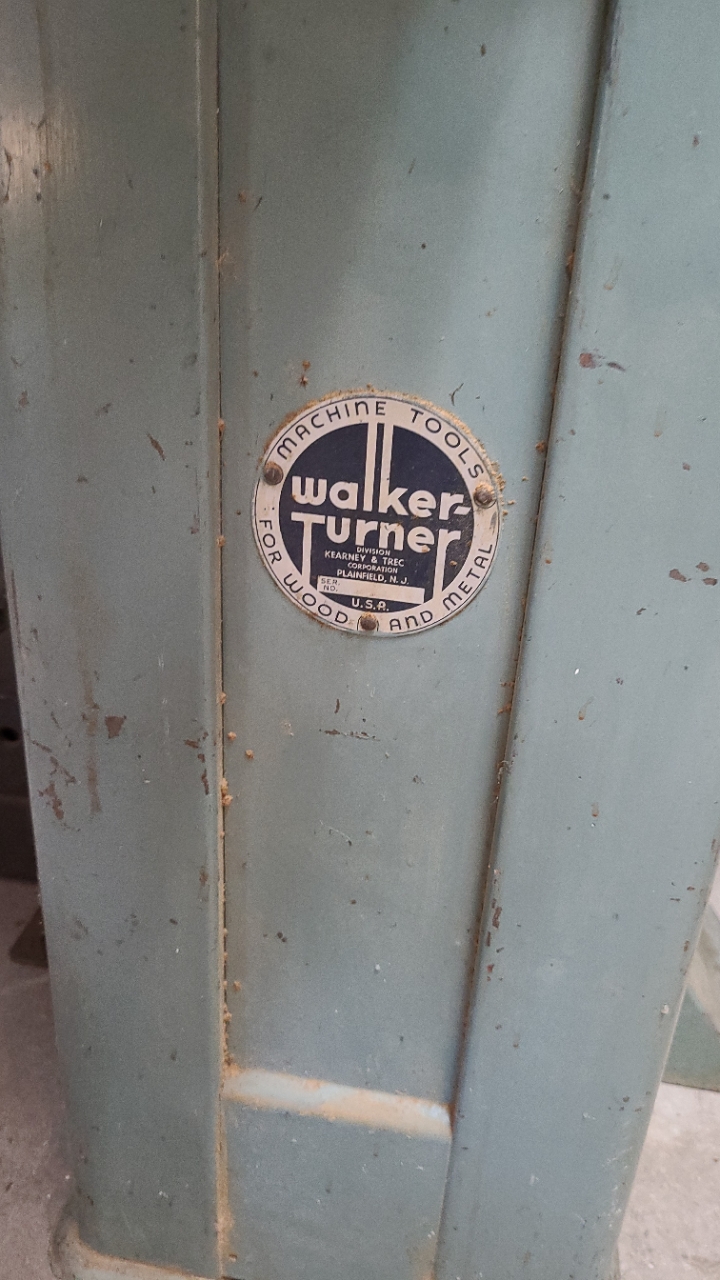 MACHINE TOOLS
walker-
Turner
DIVISION
KEARNEY & TREC
CORPORATION
PLAINFIELD, N. J.
SER.
NO.
U.S.A.
FOR WOOD AND METAL